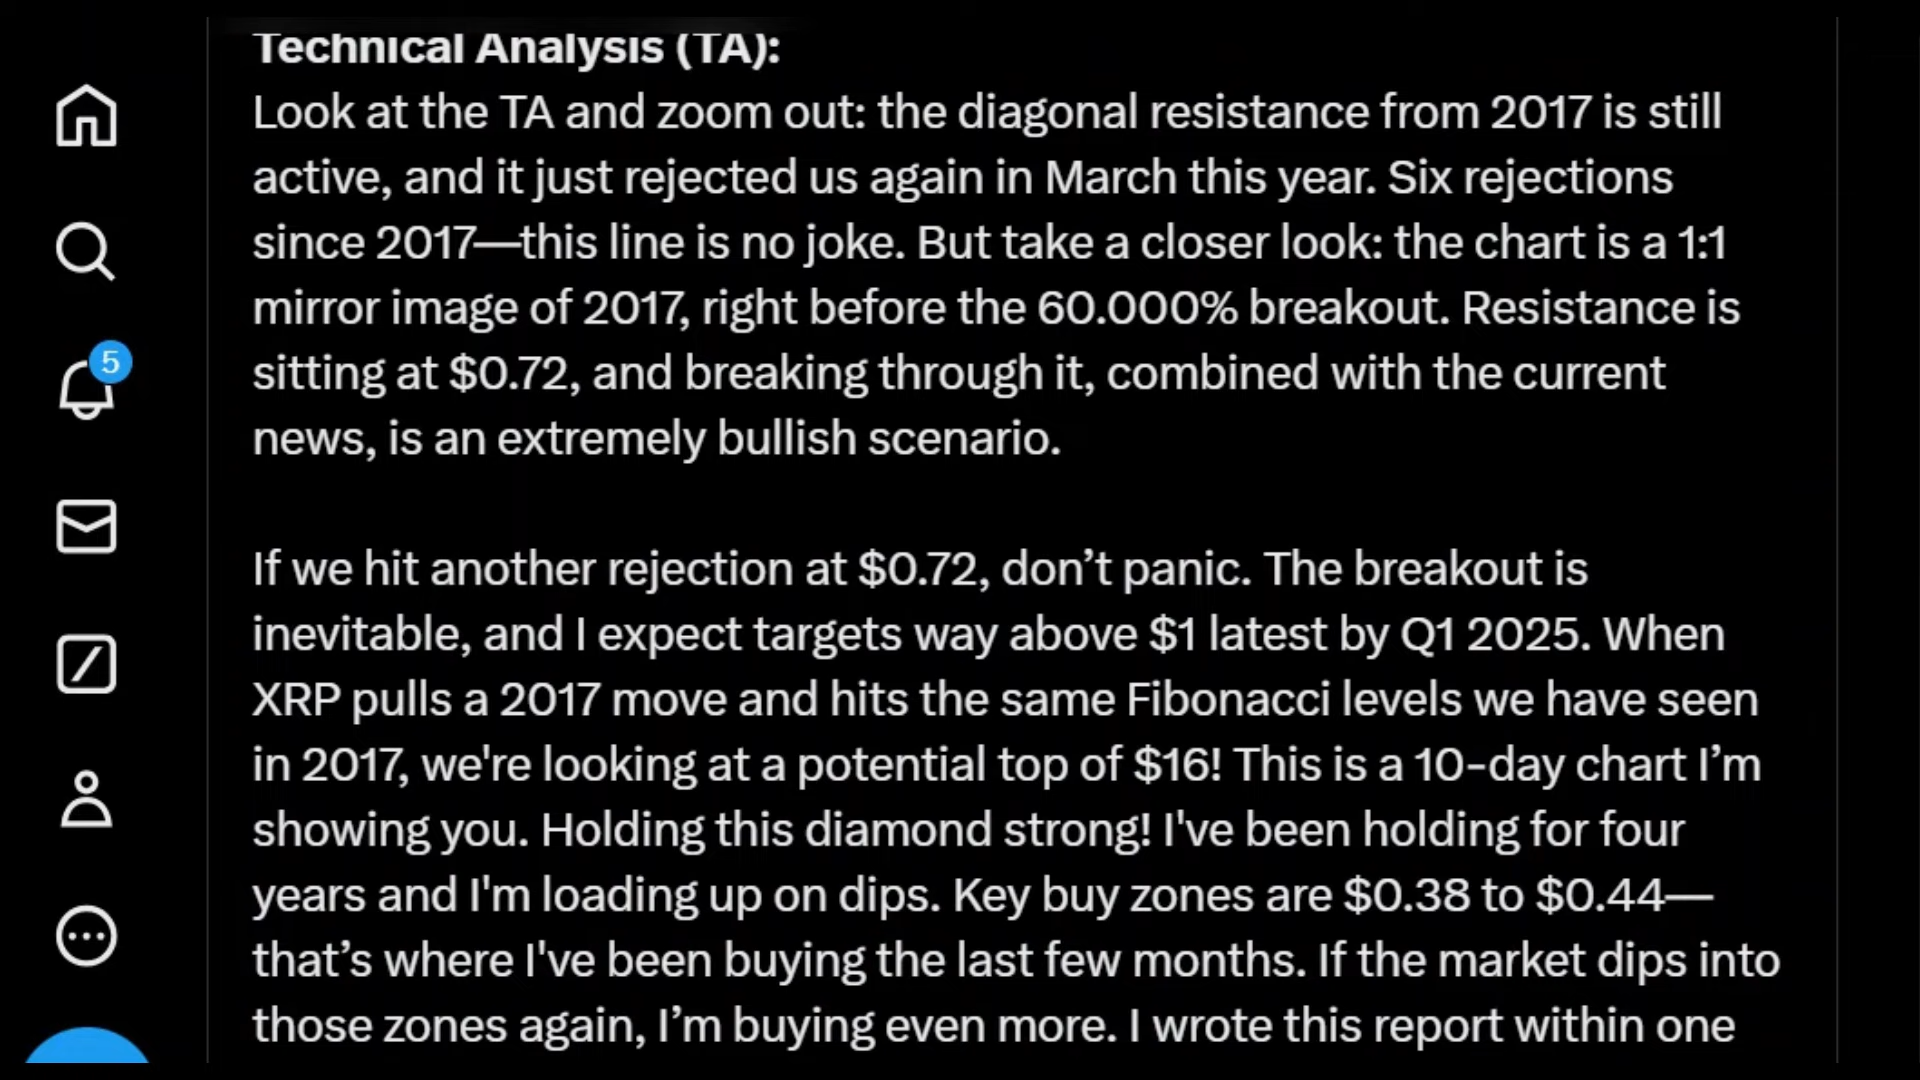 Technical Analysis (TA):
Look at the TA and zoom out: the diagonal resistance from 2017 is still
active, and it just rejected us again in March this year. Six rejections
since 2017—this line is no joke. But take a closer look: the chart is a 1:1
mirror image of 2017, right before the 60.000% breakout. Resistance is
sitting at $0.72, and breaking through it, combined with the current
news, is an extremely bullish scenario.
If we hit another rejection at $0.72, don’t panic. The breakout is
inevitable, and I expect targets way above $1 latest by Q1 2025. When
XRP pulls a 2017 move and hits the same Fibonacci levels we have seen
in 2017, we're looking at a potential top of $16! This is a 10-day chart I’m
showing you. Holding this diamond strong! I've been holding for four
years and I'm loading up on dips. Key buy zones are $0.38 to $0.44—
that’s where I've been buying the last few months. If the market dips into
those zones again, I’m buying even more. I wrote this report within one
5